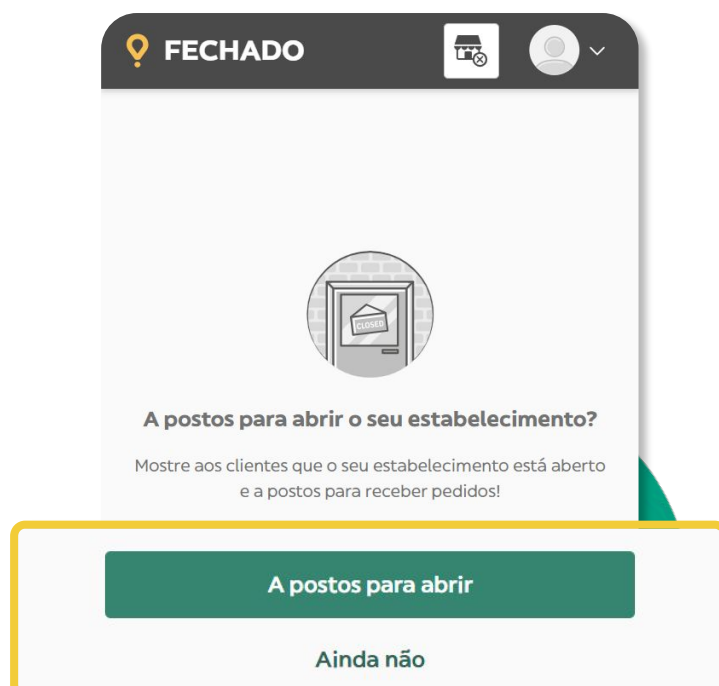 FECHADO
CLOSED
A postos para abrir o seu estabelecimento?
Mostre aos clientes que o seu estabelecimento está aberto
e a postos para receber pedidos!
A postos para abrir
Ainda não